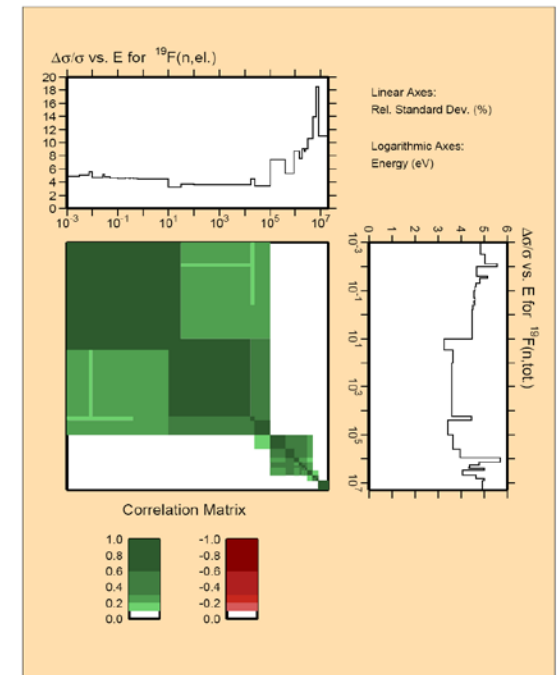 Δσ/σ vs. E for ¹⁹F(n,el.)
20
18
16
14
12
10
8
6
4
2
0
10⁻³ 10⁻¹ 10¹ 10³ 10⁵ 10⁷
Linear Axes:
Rel. Standard Dev. (%)
Logarithmic Axes:
Energy (eV)
0 1 2 3 4 5 6
Δσ/σ vs. E for ¹⁹F(n,tot.)
10⁻³ 10⁻¹ 10¹ 10³ 10⁵ 10⁷
Correlation Matrix
1.0 -1.0
0.8 -0.8
0.6 -0.6
0.4 -0.4
0.2 -0.2
0.0 0.0